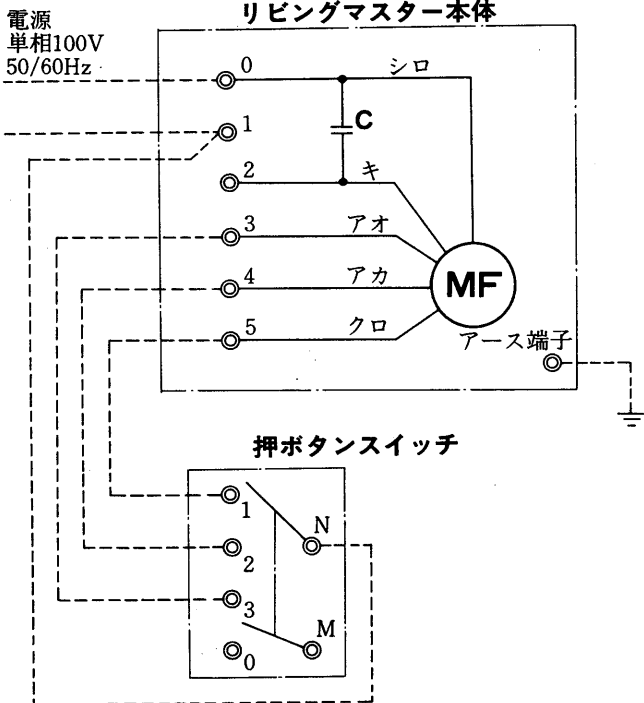 リビングマスター本体
電源
単相100V
50/60Hz
0
シロ
1
C
2
キ
3
アオ
4
アカ
MF
5
クロ
アース端子
押ボタンスイッチ
1
N
2
3
M
0